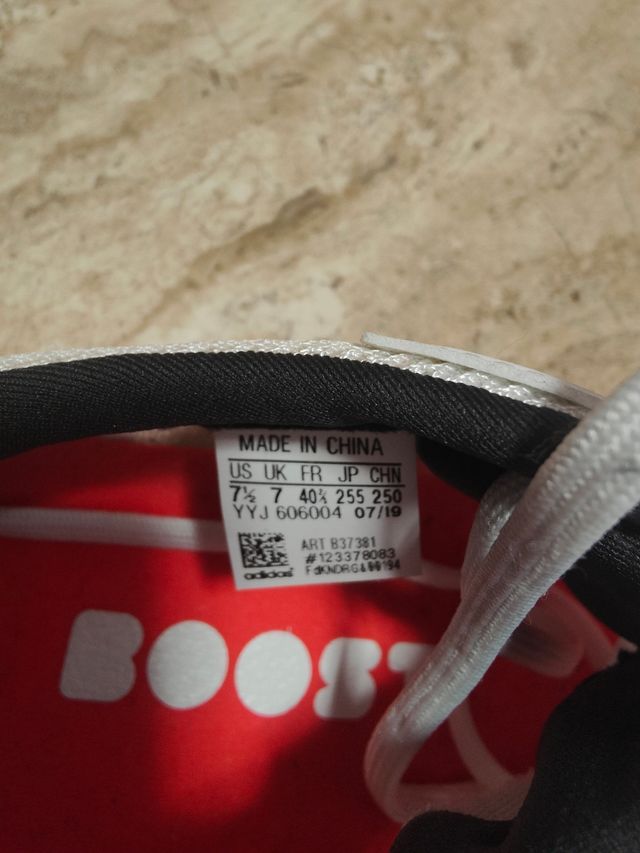 MADE IN CHINA
US UK FR JP CHN
7½ 7 40⅔ 255 250
YYJ 606004 07/19
ART B37381
#123378083
adidas
BOOST